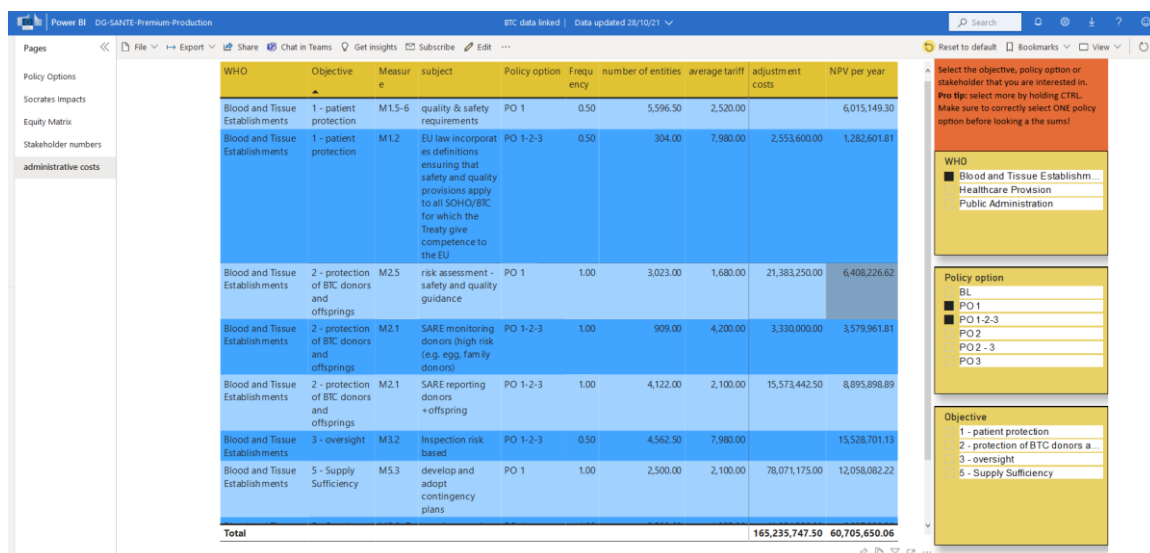 Power BI DG-SANTE-Premium-Production
BTC data linked | Data updated 28/10/21
Search
Pages
File Export Share Chat in Teams Get insights Subscribe Edit ...
Reset to default Bookmarks View
Policy Options
Socrates Impacts
Equity Matrix
Stakeholder numbers
administrative costs
WHO Objective Measur subject Policy option Frequ number of entities average tariff adjustment NPV per year
e ency costs
Blood and Tissue 1 - patient M1.5-6 quality & safety PO 1 0.50 5,596.50 2,520.00 6,015,149.30
Establishments protection requirements
Blood and Tissue 1 - patient M1.2 EU law incorporat PO 1-2-3 0.50 304.00 7,980.00 2,553,600.00 1,282,601.81
Establishments protection es definitions
ensuring that
safety and quality
provisions apply
to all SOHO/BTC
for which the
Treaty give
competence to
the EU
Blood and Tissue 2 - protection M2.5 risk assessment - PO 1 1.00 3,023.00 1,680.00 21,383,250.00 6,408,226.62
Establishments of BTC donors safety and quality
and guidance
offsprings
Blood and Tissue 2 - protection M2.1 SARE monitoring PO 1-2-3 1.00 909.00 4,200.00 3,330,000.00 3,579,961.81
Establishments of BTC donors donors (high risk
and (e.g. egg, family
offsprings donors)
Blood and Tissue 2 - protection M2.1 SARE reporting PO 1-2-3 1.00 4,122.00 2,100.00 15,573,442.50 8,895,898.89
Establishments of BTC donors donors
and +offspring
offsprings
Blood and Tissue 3 - oversight M3.2 Inspection risk PO 1-2-3 0.50 4,562.50 7,980.00 15,528,701.13
Establishments based
Blood and Tissue 5 - Supply M5.3 develop and PO 1 1.00 2,500.00 2,100.00 78,071,175.00 12,058,082.22
Establishments Sufficiency adopt
contingency
plans
Total 165,235,747.50 60,705,650.06
Select the objective, policy option or
stakeholder that you are interested in.
Pro tip: select more by holding CTRL.
Make sure to correctly select ONE policy
option before looking a the sums!
WHO
Blood and Tissue Establishm...
Healthcare Provision
Public Administration
Policy option
BL
PO 1
PO 1-2-3
PO 2
PO 2 - 3
PO 3
Objective
1 - patient protection
2 - protection of BTC donors a...
3 - oversight
5 - Supply Sufficiency